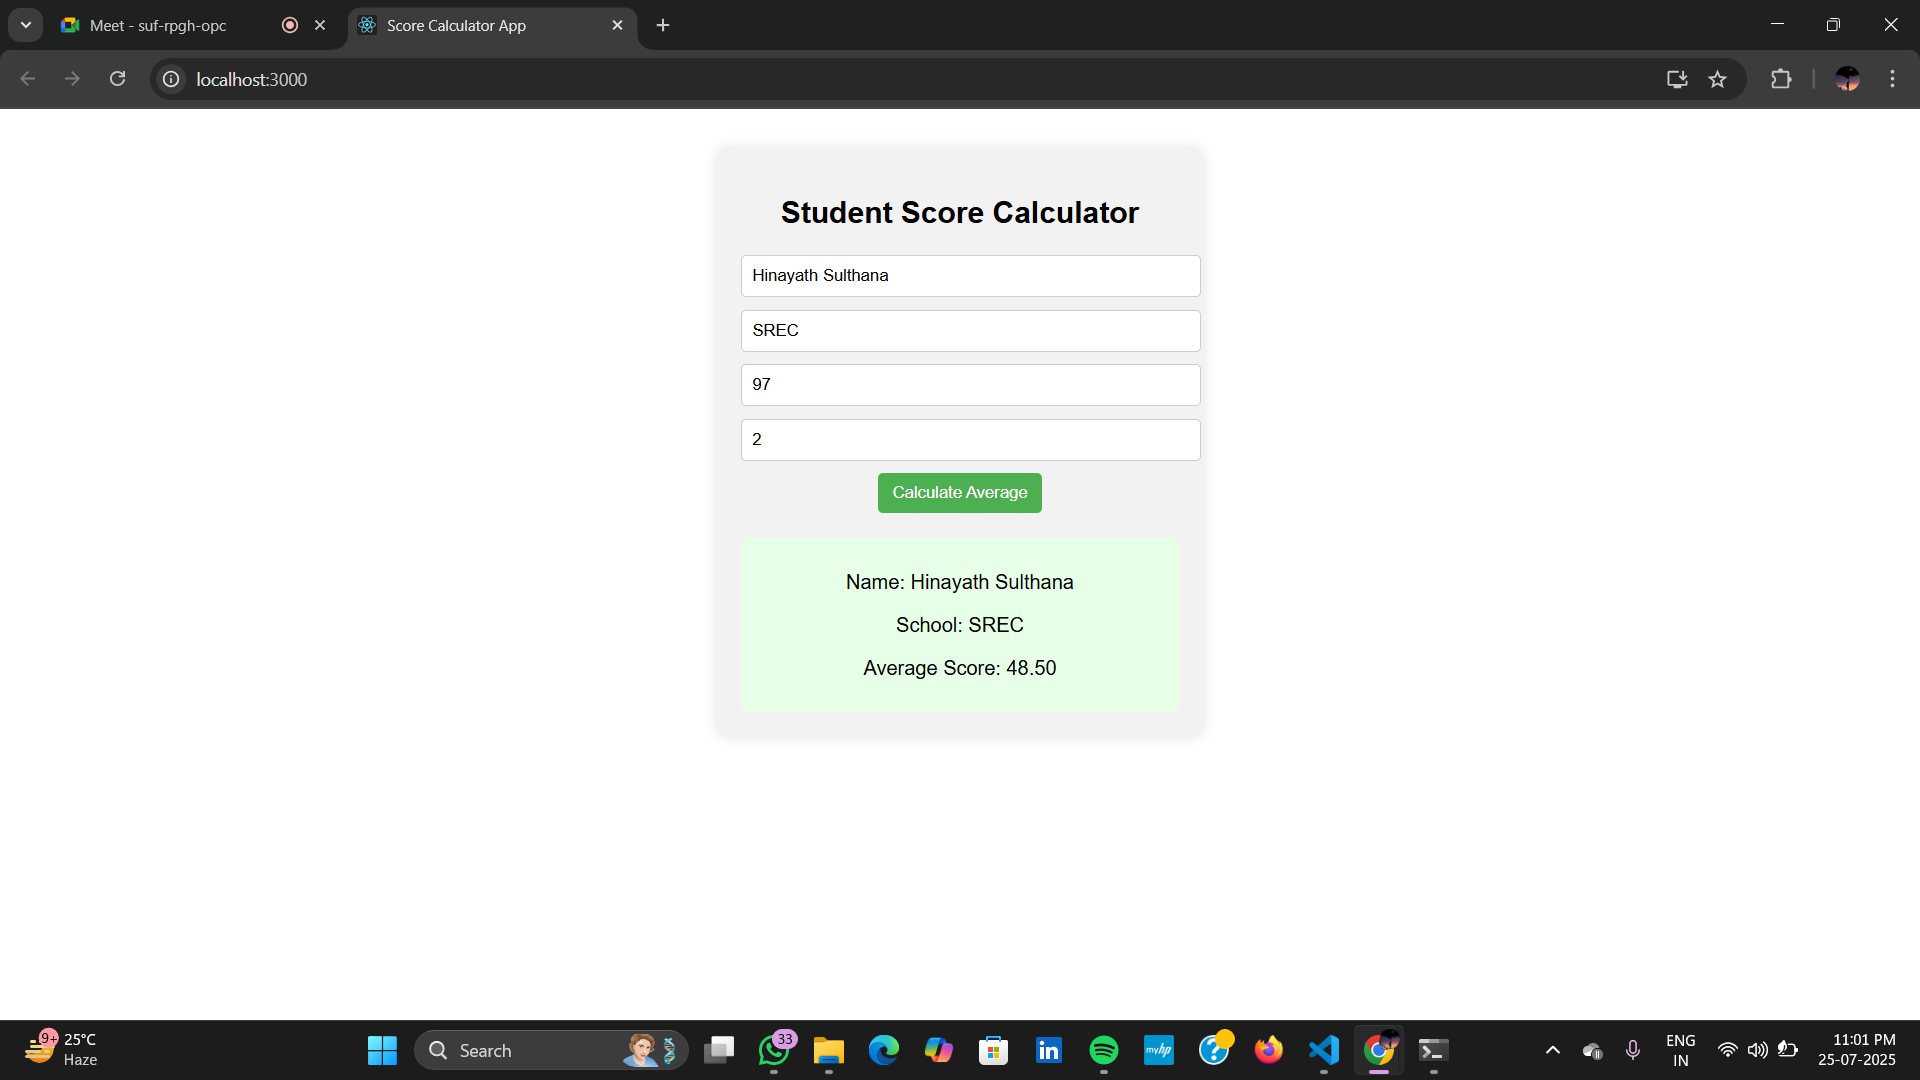 Meet - suf-rpgh-opc
Score Calculator App
localhost:3000
Student Score Calculator
Hinayath Sulthana
SREC
97
2
Calculate Average
Name: Hinayath Sulthana
School: SREC
Average Score: 48.50
9+
25°C
Haze
Search
33
in
myhp
ENG
IN
11:01 PM
25-07-2025